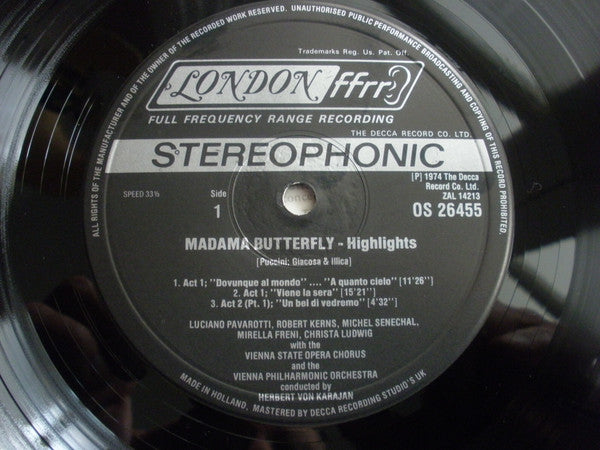 ALL RIGHTS OF THE MANUFACTURER AND OF THE OWNER OF THE RECORDED WORK RESERVED. UNAUTHORISED PUBLIC PERFORMANCE BROADCASTING AND COPYING OF THIS RECORD PROHIBITED.
Trademarks Reg. Us. Pat. Off.
LONDON ffrr
FULL FREQUENCY RANGE RECORDING
THE DECCA RECORD CO. LTD.
STEREOPHONIC
[P] 1974 The Decca
Record Co. Ltd.
ZAL 14213
SPEED 33⅓
Side
1
OS 26455
MADAMA BUTTERFLY - Highlights
[Puccini; Giacosa & Illica]
1. Act 1; "Dovunque al mondo" .... "A quanto cielo" [11'26"]
2. Act 1; "Viene la sera" [15'21"]
3. Act 2 (Pt. 1); "Un bel di vedremo" [4'32"]
LUCIANO PAVAROTTI, ROBERT KERNS, MICHEL SENECHAL,
MIRELLA FRENI, CHRISTA LUDWIG
with the
VIENNA STATE OPERA CHORUS
and the
VIENNA PHILHARMONIC ORCHESTRA
conducted by
HERBERT VON KARAJAN
MADE IN HOLLAND. MASTERED BY DECCA RECORDING STUDIO'S UK